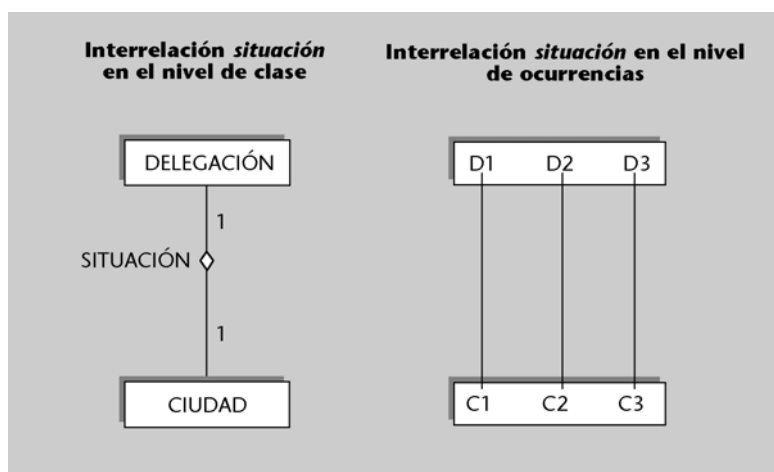 Interrelación situación
en el nivel de clase
DELEGACIÓN
1
SITUACIÓN
1
CIUDAD
Interrelación situación en el nivel
de ocurrencias
D1 D2 D3
C1 C2 C3